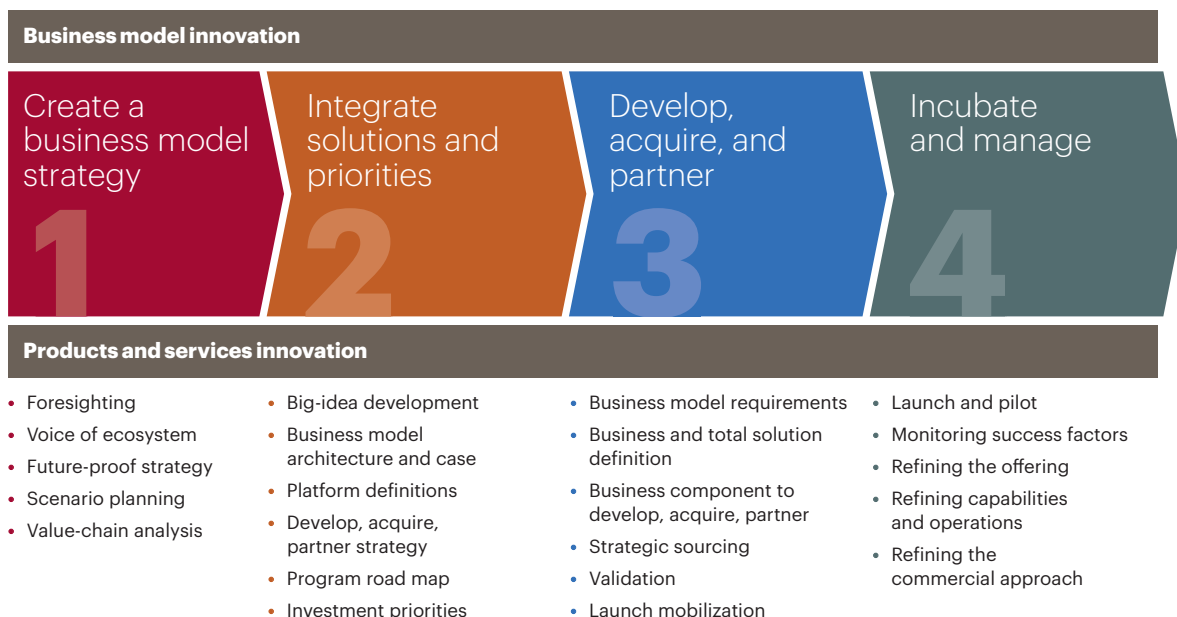 Business model innovation
Create a
business model
strategy
1
Integrate
solutions and
priorities
2
Develop,
acquire, and
partner
3
Incubate
and manage
4
Products and services innovation
• Foresighting
• Voice of ecosystem
• Future-proof strategy
• Scenario planning
• Value-chain analysis
• Big-idea development
• Business model
architecture and case
• Platform definitions
• Develop, acquire,
partner strategy
• Program road map
• Investment priorities
• Business model requirements
• Business and total solution
definition
• Business component to
develop, acquire, partner
• Strategic sourcing
• Validation
• Launch mobilization
• Launch and pilot
• Monitoring success factors
• Refining the offering
• Refining capabilities
and operations
• Refining the
commercial approach